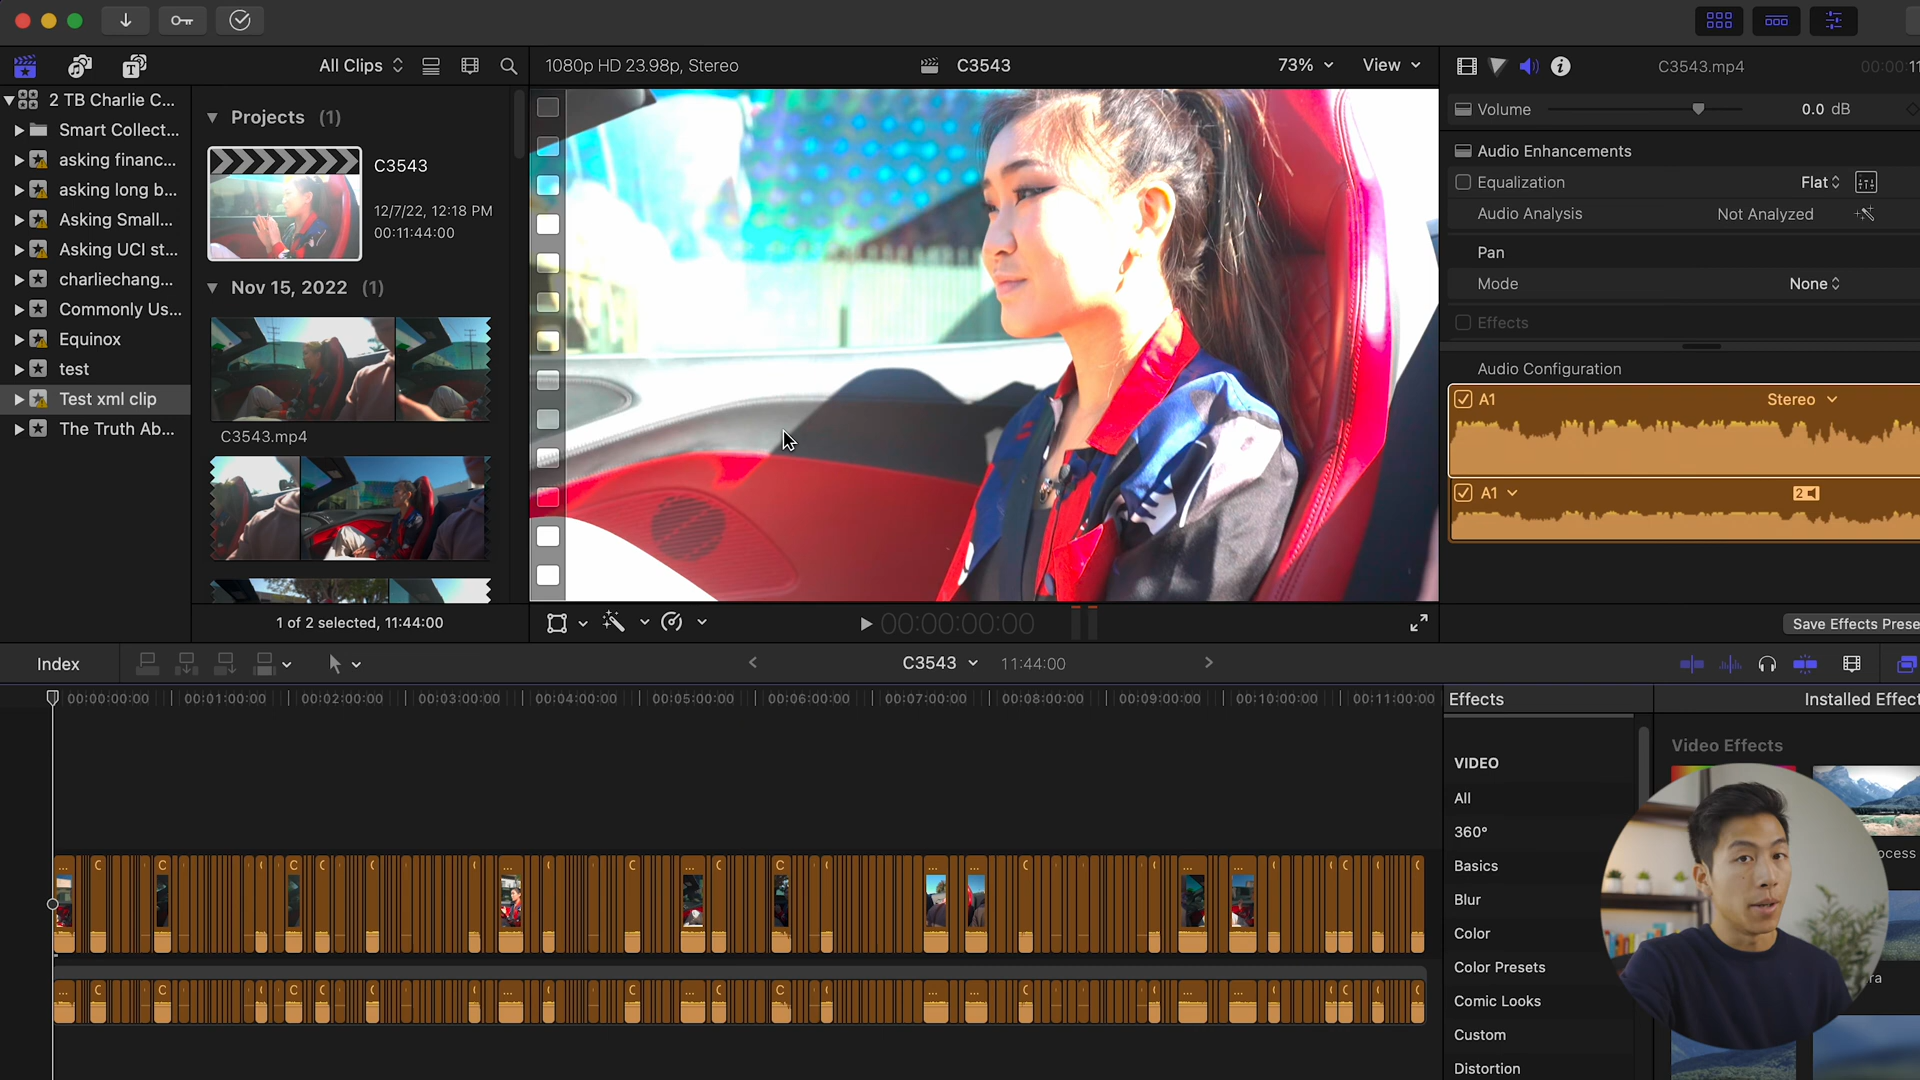 All Clips
1080p HD 23.98p, Stereo
C3543
73%
View
C3543.mp4
00:00:11
2 TB Charlie C...
Smart Collect...
asking financ...
asking long b...
Asking Small...
Asking UCI st...
charliechang...
Commonly Us...
Equinox
test
Test xml clip
The Truth Ab...
Projects (1)
C3543
12/7/22, 12:18 PM
00:11:44:00
Nov 15, 2022 (1)
C3543.mp4
1 of 2 selected, 11:44:00
00:00:00:00
Volume
0.0 dB
Audio Enhancements
Equalization
Flat
Audio Analysis
Not Analyzed
Pan
Mode
None
Effects
Audio Configuration
A1
Stereo
A1
2
Save Effects Prese
Index
C3543
11:44:00
00:00:00:00
00:01:00:00
00:02:00:00
00:03:00:00
00:04:00:00
00:05:00:00
00:06:00:00
00:07:00:00
00:08:00:00
00:09:00:00
00:10:00:00
00:11:00:00
Effects
Installed Effect
VIDEO
All
360°
Basics
Blur
Color
Color Presets
Comic Looks
Custom
Distortion
Video Effects
ocess
ra